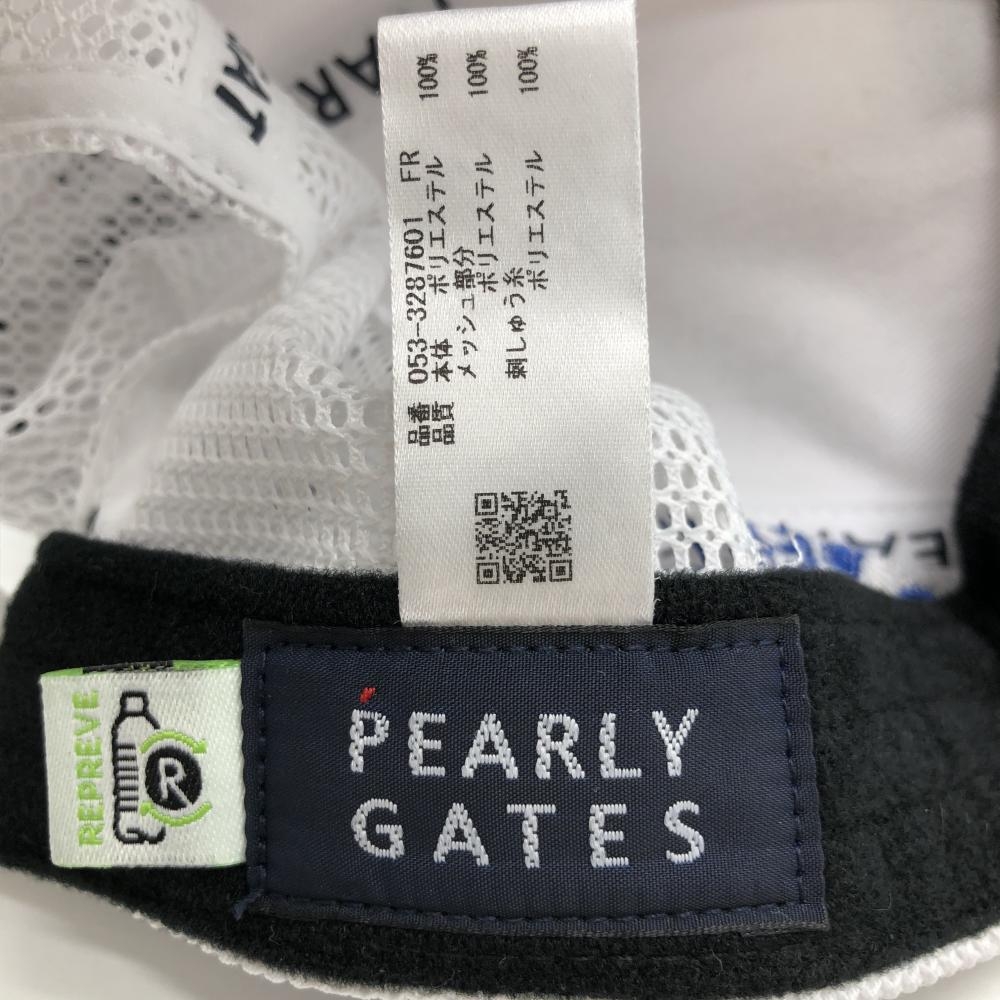 品番 053-3287601 FR
品質 本体 ポリエステル 100%
メッシュ部分
ポリエステル 100%
刺しゅう糸
ポリエステル 100%
PEARLY
GATES
REPREVE
R
EAR
EAT